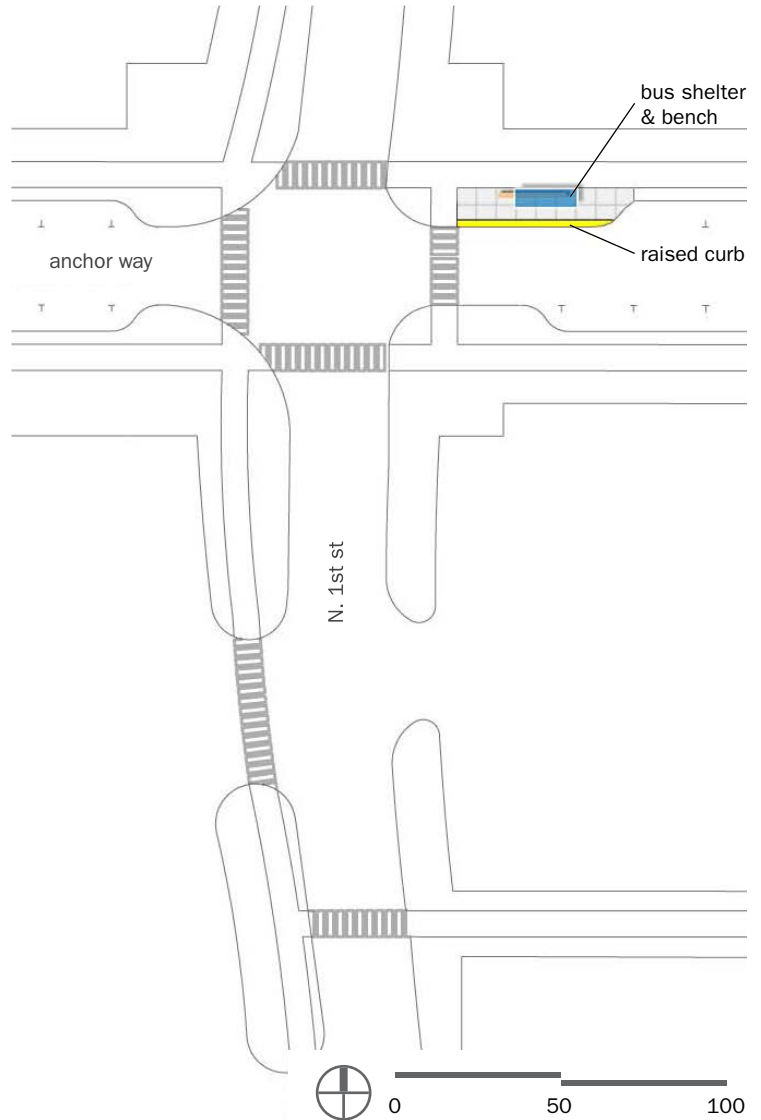 bus shelter
& bench
anchor way
raised curb
N. 1st st
0 50 100